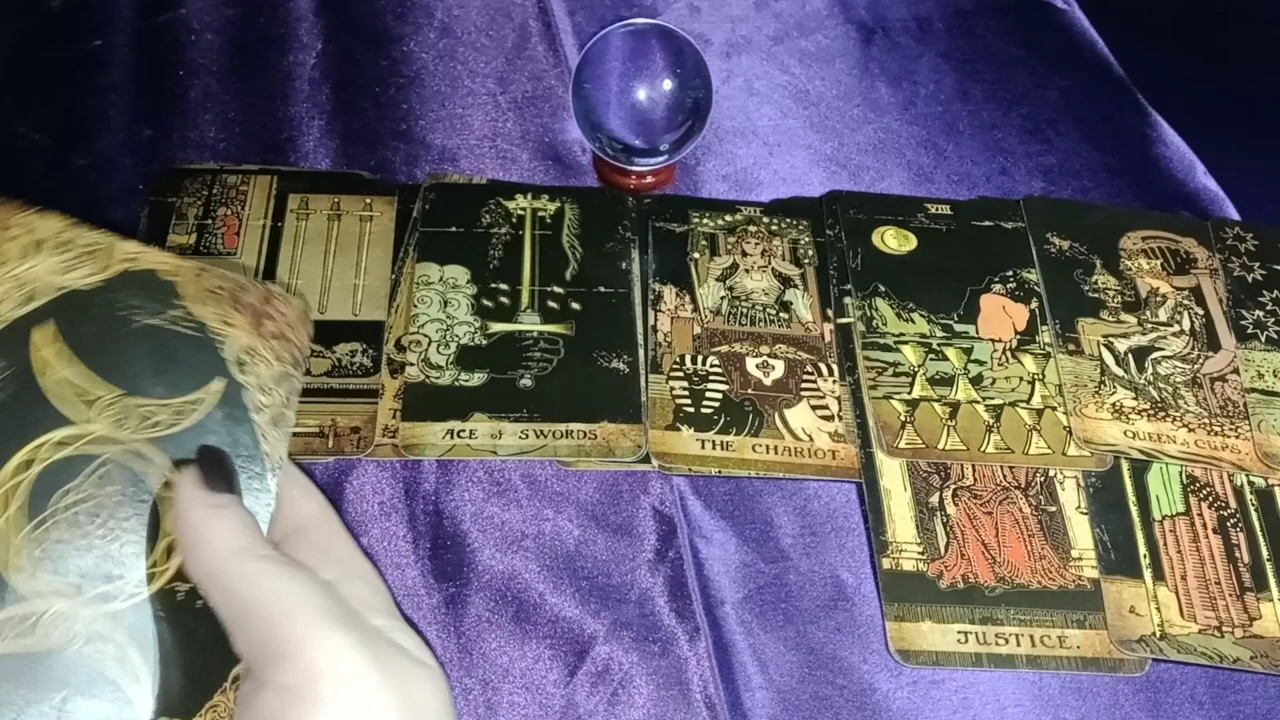 VII
VIII
ACE of SWORDS.
THE CHARIOT.
QUEEN of CUPS.
JUSTICE.